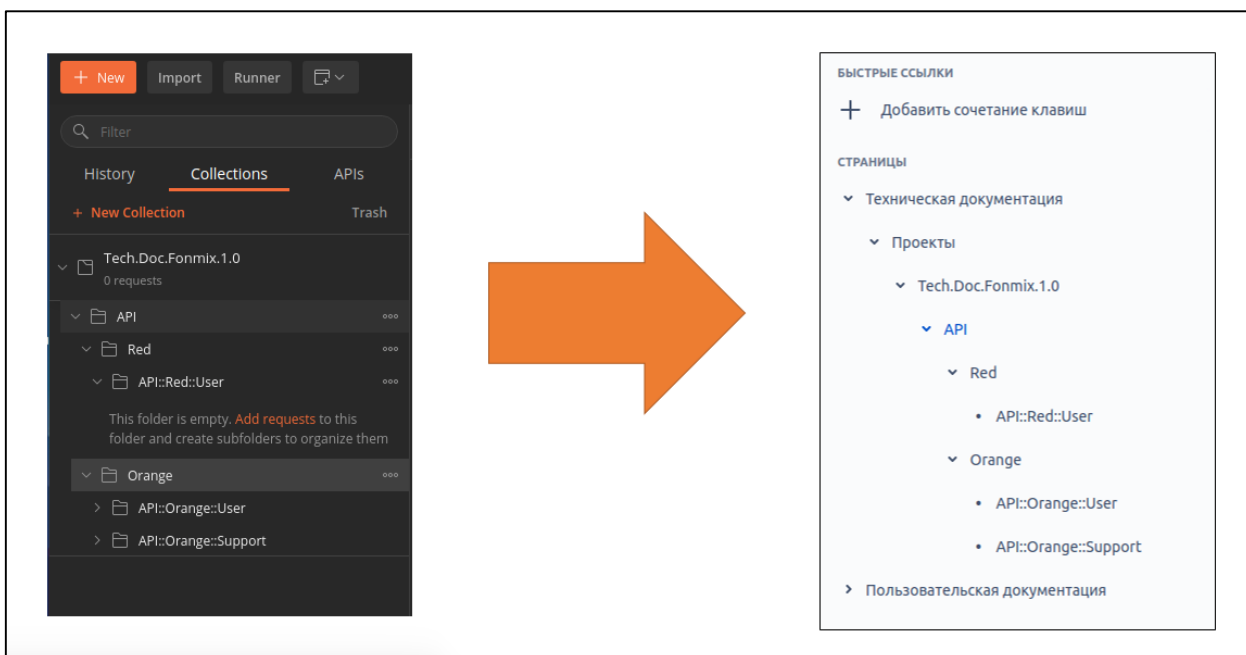 + New Import Runner
Filter
History Collections APIs
+ New Collection Trash
Tech.Doc.Fonmix.1.0
0 requests
API
Red
API::Red::User
This folder is empty. Add requests to this
folder and create subfolders to organize them
Orange
API::Orange::User
API::Orange::Support
БЫСТРЫЕ ССЫЛКИ
+ Добавить сочетание клавиш
СТРАНИЦЫ
Техническая документация
Проекты
Tech.Doc.Fonmix.1.0
API
Red
• API::Red::User
Orange
• API::Orange::User
• API::Orange::Support
Пользовательская документация